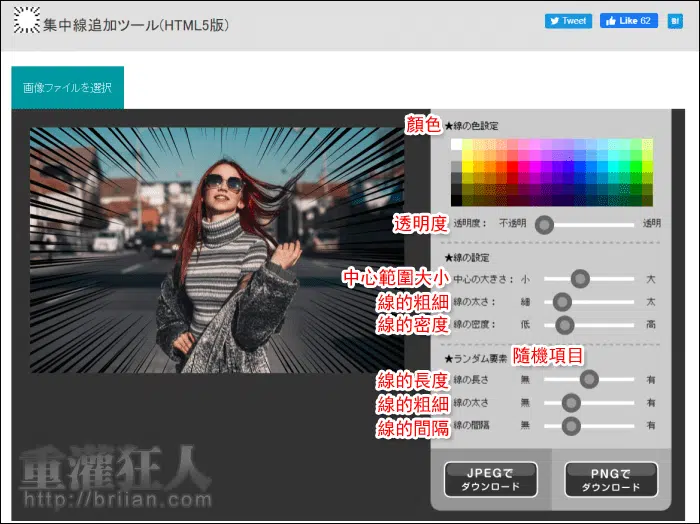 集中線追加ツール(HTML5版)
Tweet
Like 62
B!
画像ファイルを選択
顏色 ★線の色設定
透明度 透明度： 不透明 透明
★線の設定
中心範圍大小 中心の大きさ： 小 大
線的粗細 線の太さ： 細 太
線的密度 線の密度： 低 高
★ランダム要素 隨機項目
線的長度 線の長さ 無 有
線的粗細 線の太さ 無 有
線的間隔 線の間隔 無 有
JPEGで
ダウンロード
PNGで
ダウンロード
重灌狂人
http://briian.com